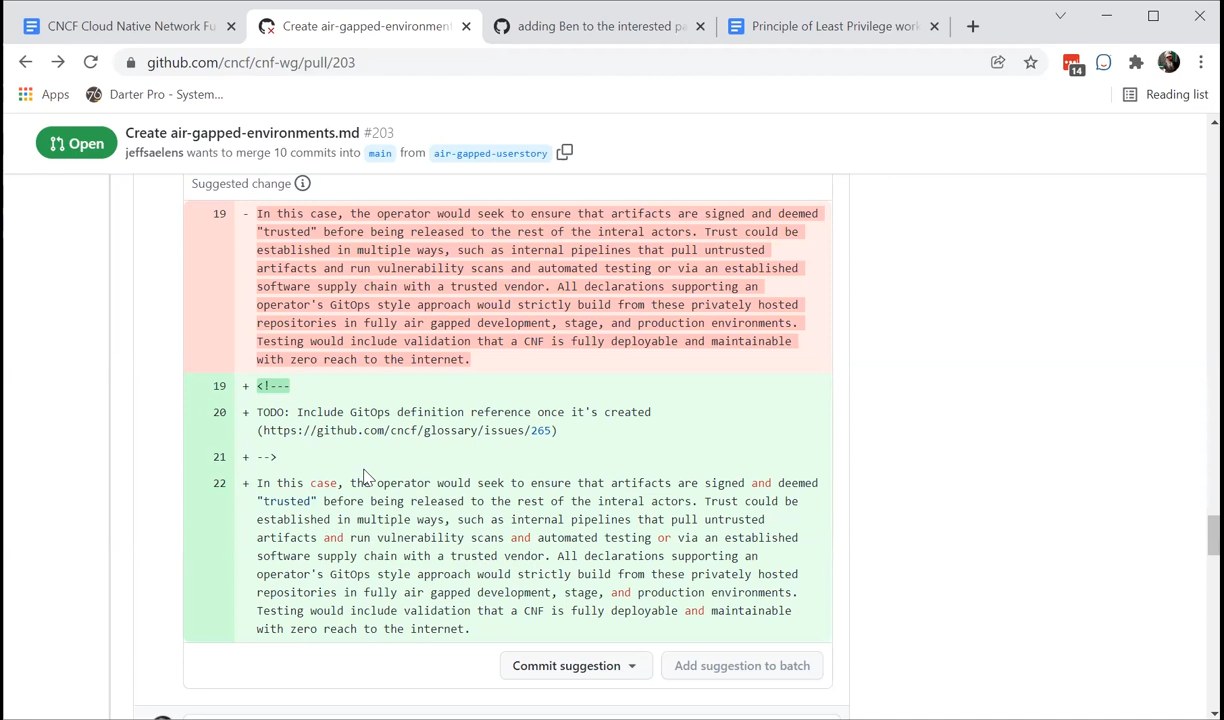 CNCF Cloud Native Network Fu
Create air-gapped-environment
adding Ben to the interested pa
Principle of Least Privilege work
github.com/cncf/cnf-wg/pull/203
14
Apps
Darter Pro - System...
Reading list
Open
Create air-gapped-environments.md #203
jeffsaelens wants to merge 10 commits into main from air-gapped-userstory
Suggested change
19 - In this case, the operator would seek to ensure that artifacts are signed and deemed
"trusted" before being released to the rest of the interal actors. Trust could be
established in multiple ways, such as internal pipelines that pull untrusted
artifacts and run vulnerability scans and automated testing or via an established
software supply chain with a trusted vendor. All declarations supporting an
operator's GitOps style approach would strictly build from these privately hosted
repositories in fully air gapped development, stage, and production environments.
Testing would include validation that a CNF is fully deployable and maintainable
with zero reach to the internet.
19 + <!---
20 + TODO: Include GitOps definition reference once it's created
(https://github.com/cncf/glossary/issues/265)
21 + -->
22 + In this case, the operator would seek to ensure that artifacts are signed and deemed
"trusted" before being released to the rest of the interal actors. Trust could be
established in multiple ways, such as internal pipelines that pull untrusted
artifacts and run vulnerability scans and automated testing or via an established
software supply chain with a trusted vendor. All declarations supporting an
operator's GitOps style approach would strictly build from these privately hosted
repositories in fully air gapped development, stage, and production environments.
Testing would include validation that a CNF is fully deployable and maintainable
with zero reach to the internet.
Commit suggestion
Add suggestion to batch